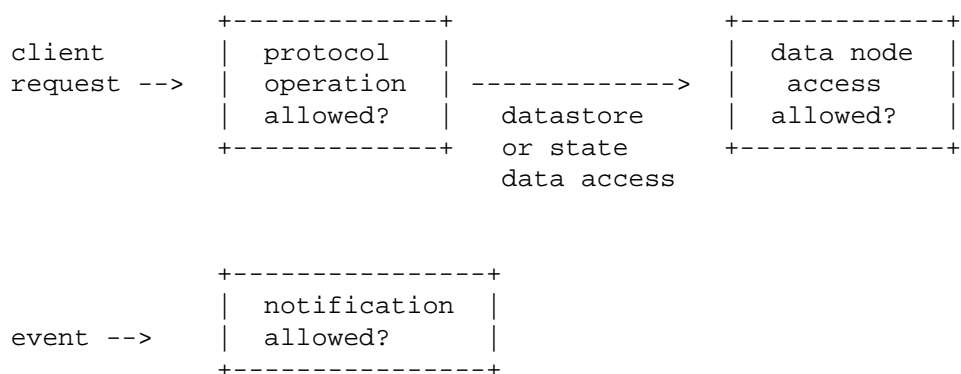 +-------------+                 +-------------+
client       |  protocol   |                 |  data node  |
request -->  |  operation  | ------------->  |   access    |
             |  allowed?   |   datastore     |  allowed?   |
             +-------------+   or state      +-------------+
                               data access

             +----------------+
             |  notification  |
event -->    |  allowed?      |
             +----------------+